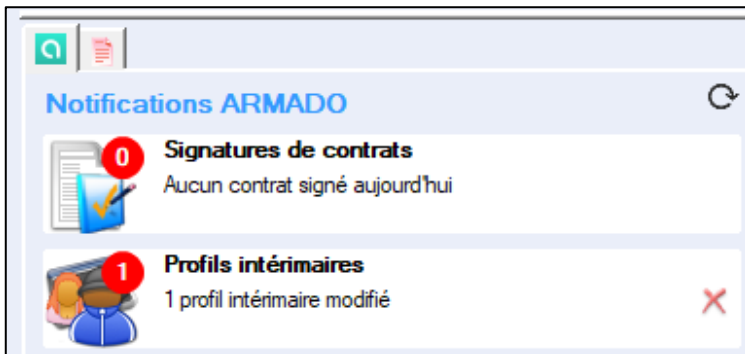 Notifications ARMADO
0
Signatures de contrats
Aucun contrat signé aujourd'hui
1
Profils intérimaires
1 profil intérimaire modifié